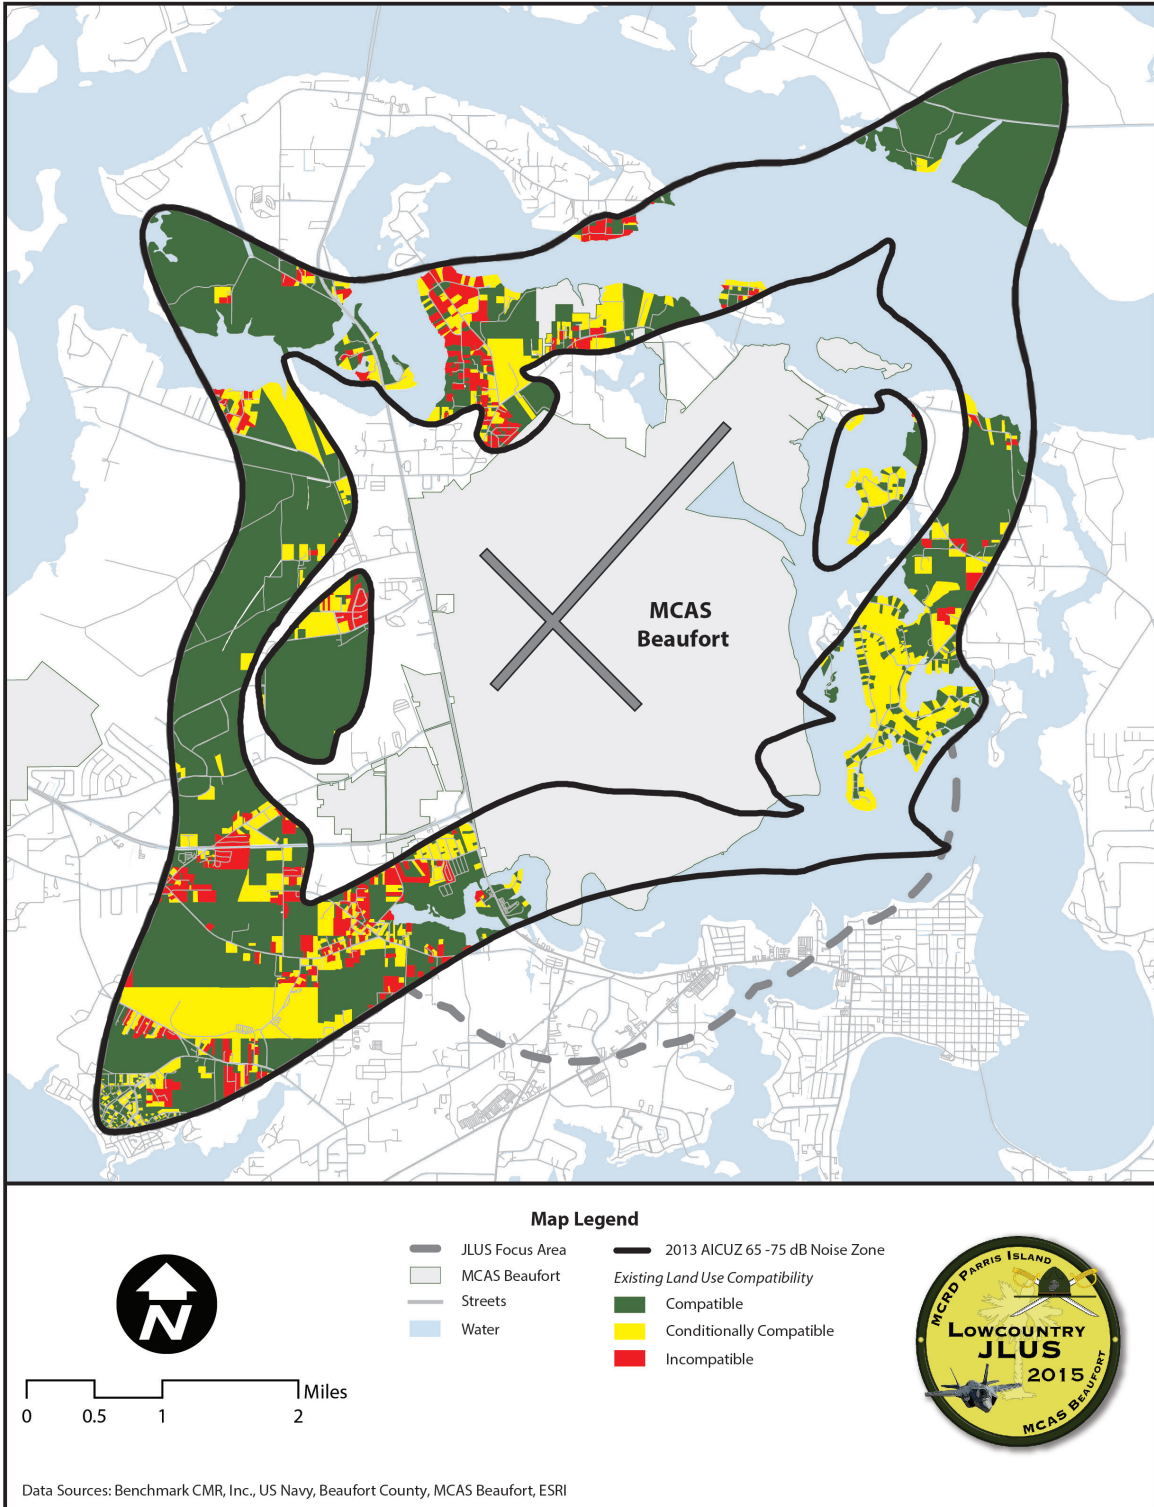 MCAS
Beaufort
Map Legend
JLUS Focus Area
MCAS Beaufort
Streets
Water
2013 AICUZ 65 -75 dB Noise Zone
Existing Land Use Compatibility
Compatible
Conditionally Compatible
Incompatible
N
Miles
0 0.5 1 2
MCRD PARRIS ISLAND
LOWCOUNTRY
JLUS
2015
MCAS BEAUFORT
Data Sources: Benchmark CMR, Inc., US Navy, Beaufort County, MCAS Beaufort, ESRI